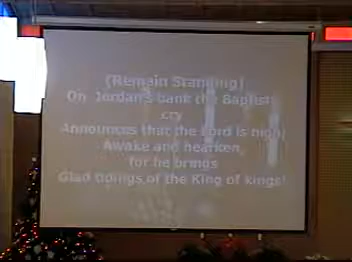 (Remain Standing)
On Jordan's bank the Baptist's
cry
Announces that the Lord is nigh;
Awake and hearken,
for he brings
Glad tidings of the King of kings!